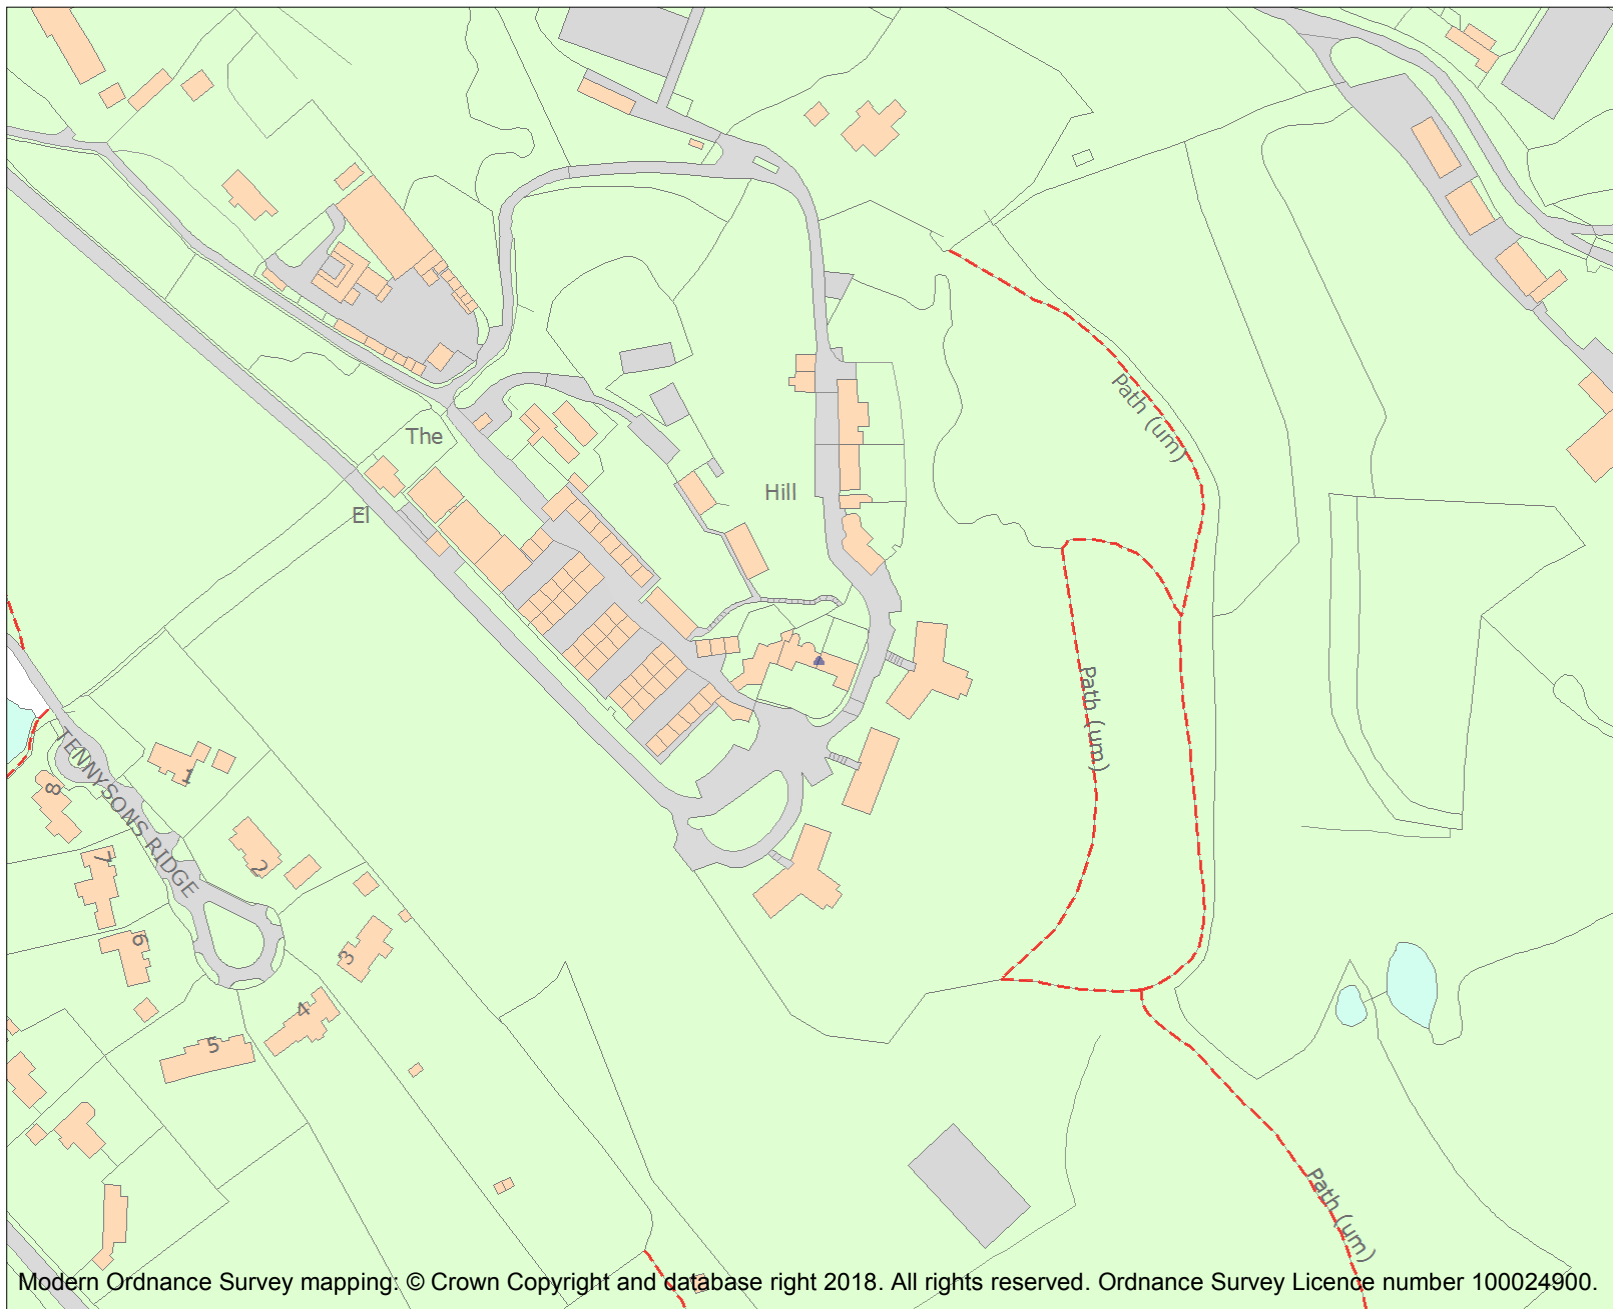 Path (um)
The
Hill
El
Path (um)
TENNYSONS RIDGE
1
8
2
7
6
3
4
5
Path (um)
Modern Ordnance Survey mapping: © Crown Copyright and database right 2018. All rights reserved. Ordnance Survey Licence number 100024900.